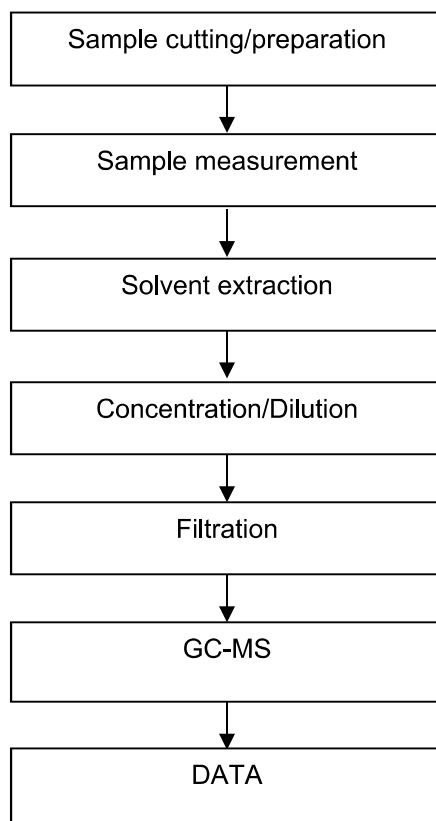 Sample cutting/preparation
Sample measurement
Solvent extraction
Concentration/Dilution
Filtration
GC-MS
DATA